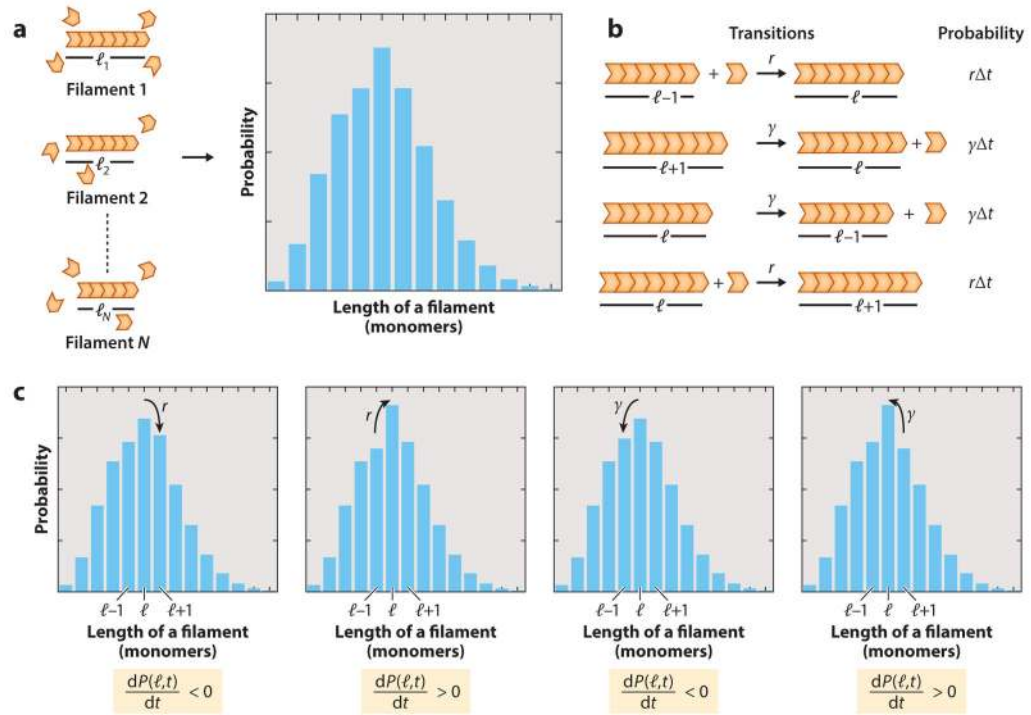 a
ℓ1
Filament 1
ℓ2
Filament 2
ℓN
Filament N
Probability
Length of a filament
(monomers)
b
Transitions
Probability
+ r
ℓ–1 ℓ
rΔt
γ +
ℓ+1 ℓ
γΔt
γ +
ℓ ℓ–1
γΔt
+ r
ℓ ℓ+1
rΔt
c
Probability
r
ℓ–1 ℓ ℓ+1
Length of a filament
(monomers)
dP(ℓ,t)
dt < 0
r
ℓ–1 ℓ ℓ+1
Length of a filament
(monomers)
dP(ℓ,t)
dt > 0
γ
ℓ–1 ℓ ℓ+1
Length of a filament
(monomers)
dP(ℓ,t)
dt < 0
γ
ℓ–1 ℓ ℓ+1
Length of a filament
(monomers)
dP(ℓ,t)
dt > 0